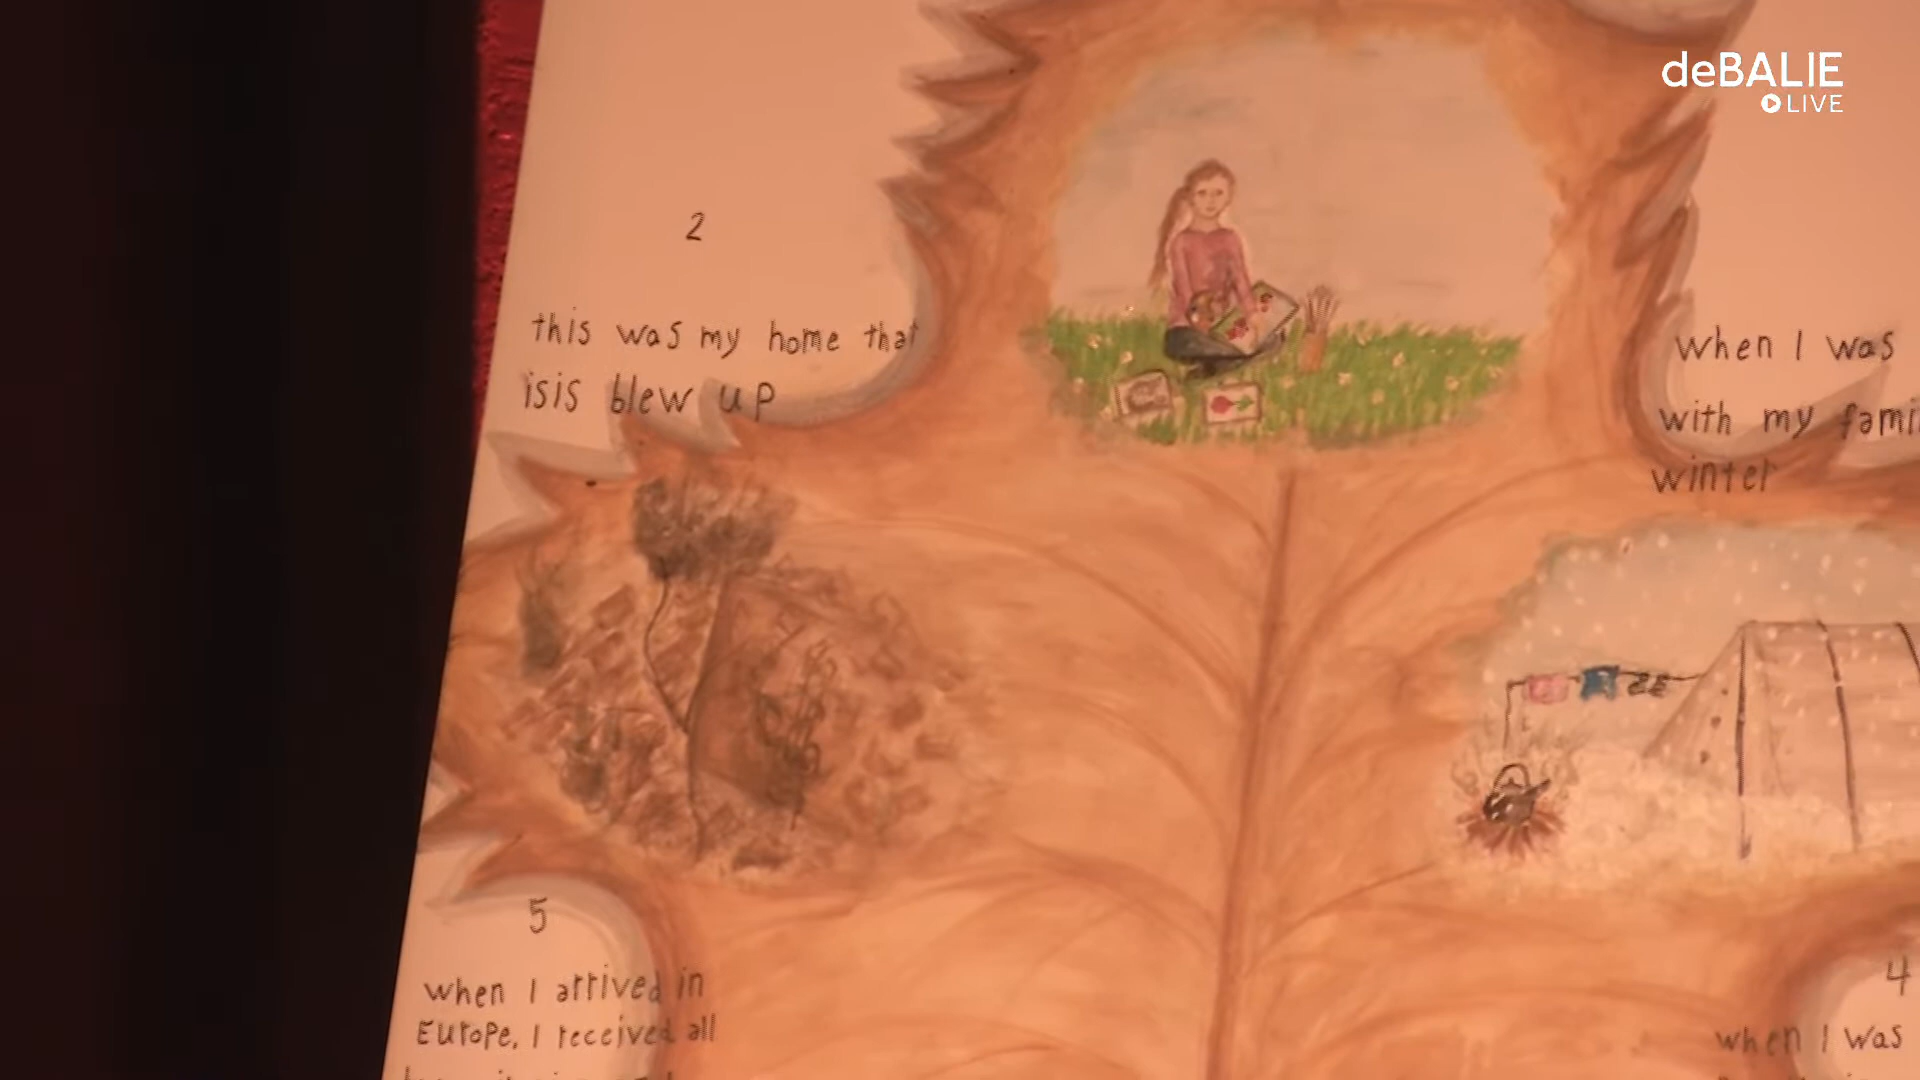 deBALIE
LIVE
2
this was my home that
isis blew up
when I was
with my
winter
5
when I arrived in
Europe, I received all
4
when I was